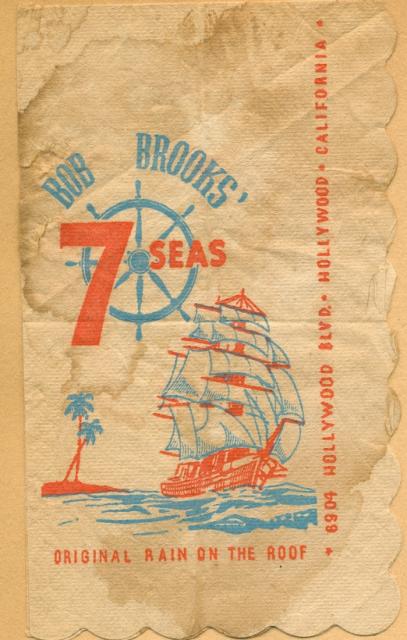 BOB BROOKS'
7 SEAS
ORIGINAL RAIN ON THE ROOF *
6904 HOLLYWOOD BLVD. * HOLLYWOOD * CALIFORNIA *